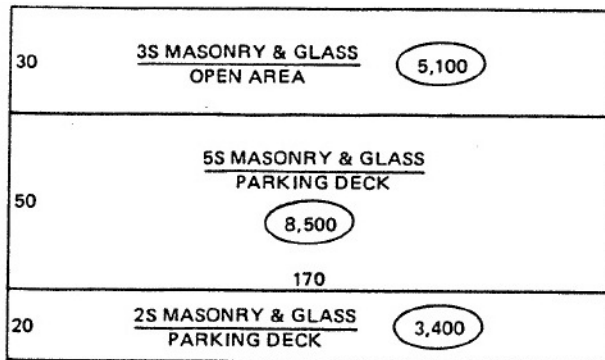 3S MASONRY & GLASS
30
5,100
OPEN AREA
5S MASONRY & GLASS
PARKING DECK
50
8,500
170
2S MASONRY & GLASS
20
3,400
PARKING DECK